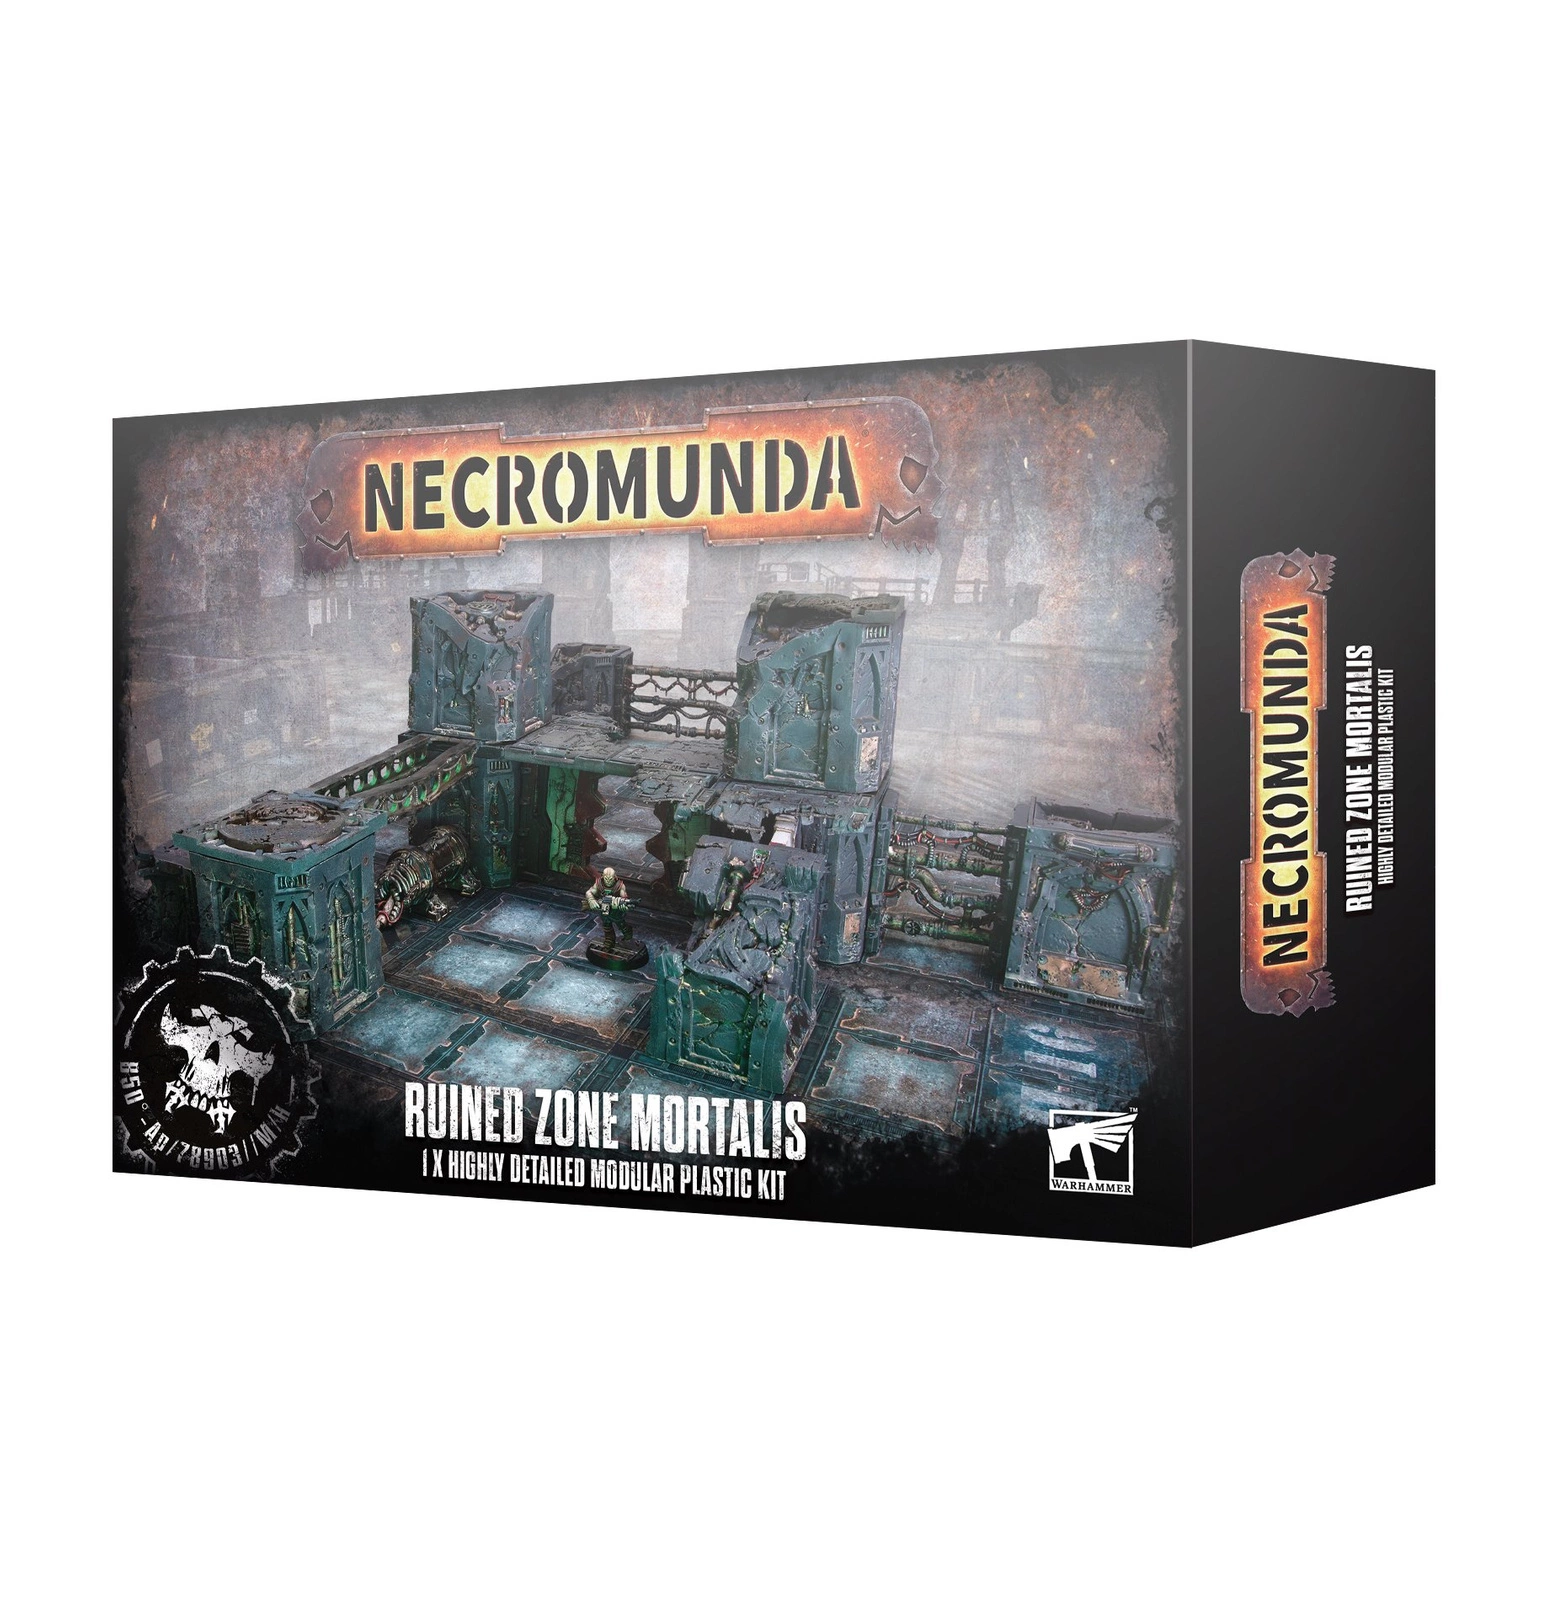 NECROMUNDA
RUINED ZONE MORTALIS
1 X HIGHLY DETAILED MODULAR PLASTIC KIT
WARHAMMER™
NECROMUNDA
RUINED ZONE MORTALIS
HIGHLY DETAILED MODULAR PLASTIC KIT